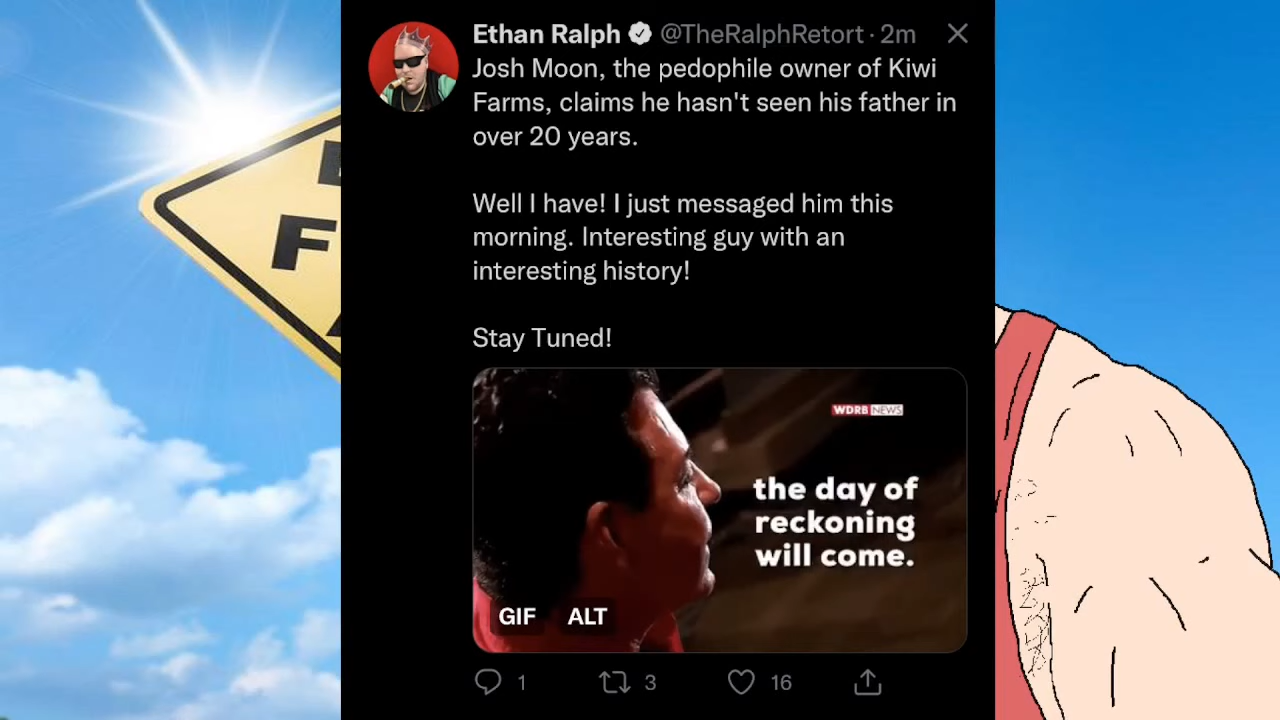 Ethan Ralph @TheRalphRetort · 2m
Josh Moon, the pedophile owner of Kiwi
Farms, claims he hasn't seen his father in
over 20 years.
Well I have! I just messaged him this
morning. Interesting guy with an
interesting history!
Stay Tuned!
WDRB NEWS
the day of
reckoning
will come.
GIF ALT
1 3 16
F